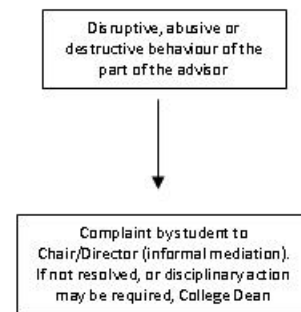 Disruptive, abusive or
destructive behaviour of the
part of the advisor
Complaint by student to
Chair/Director (informal mediation).
If not resolved, or disciplinary action
may be required, College Dean